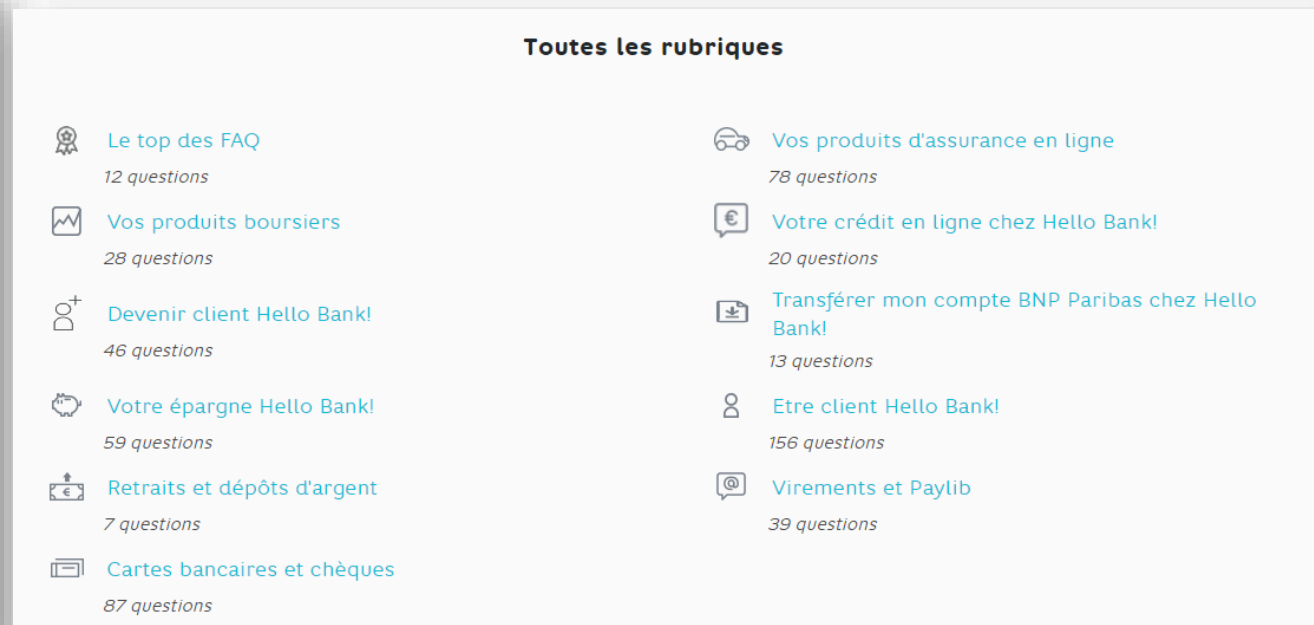 Toutes les rubriques
Le top des FAQ
12 questions
Vos produits d'assurance en ligne
78 questions
Vos produits boursiers
28 questions
Votre crédit en ligne chez Hello Bank!
20 questions
Devenir client Hello Bank!
46 questions
Transférer mon compte BNP Paribas chez Hello
Bank!
13 questions
Votre épargne Hello Bank!
59 questions
Etre client Hello Bank!
156 questions
Retraits et dépôts d'argent
7 questions
Virements et Paylib
39 questions
Cartes bancaires et chèques
87 questions